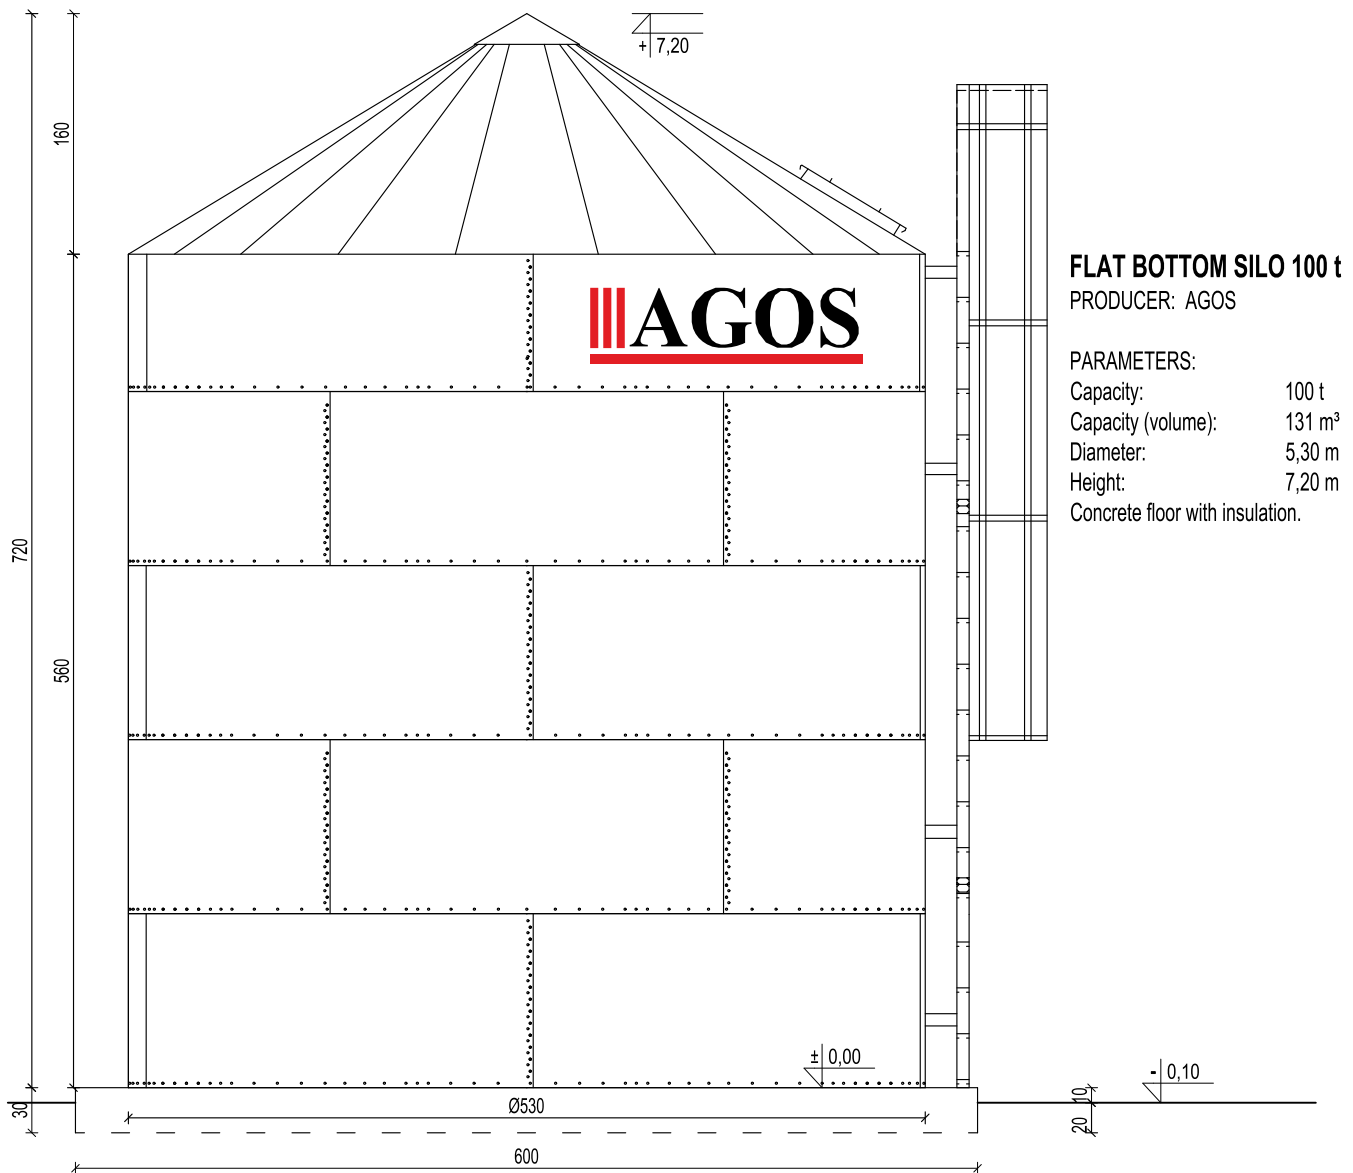 + 7,20
160
FLAT BOTTOM SILO 100 t
PRODUCER: AGOS
AGOS
PARAMETERS:
Capacity: 100 t
Capacity (volume): 131 m³
Diameter: 5,30 m
Height: 7,20 m
Concrete floor with insulation.
720
560
± 0,00
- 0,10
30
Ø530
10
20
600